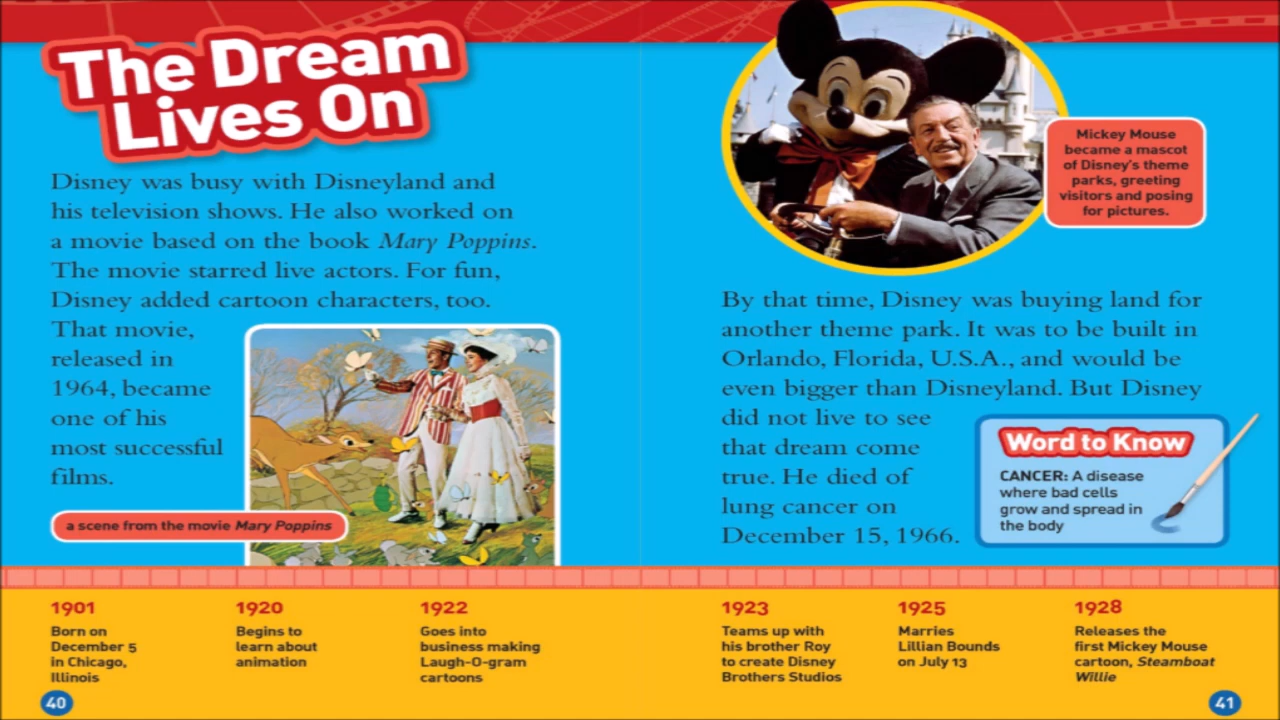 The Dream
Lives On
Disney was busy with Disneyland and
his television shows. He also worked on
a movie based on the book Mary Poppins.
The movie starred live actors. For fun,
Disney added cartoon characters, too.
That movie,
released in
1964, became
one of his
most successful
films.
a scene from the movie Mary Poppins
Mickey Mouse
became a mascot
of Disney's theme
parks, greeting
visitors and posing
for pictures.
By that time, Disney was buying land for
another theme park. It was to be built in
Orlando, Florida, U.S.A., and would be
even bigger than Disneyland. But Disney
did not live to see
that dream come
true. He died of
lung cancer on
December 15, 1966.
Word to Know
CANCER: A disease
where bad cells
grow and spread in
the body
1901
Born on
December 5
in Chicago,
Illinois
1920
Begins to
learn about
animation
1922
Goes into
business making
Laugh-O-gram
cartoons
1923
Teams up with
his brother Roy
to create Disney
Brothers Studios
1925
Marries
Lillian Bounds
on July 13
1928
Releases the
first Mickey Mouse
cartoon, Steamboat
Willie
40
41